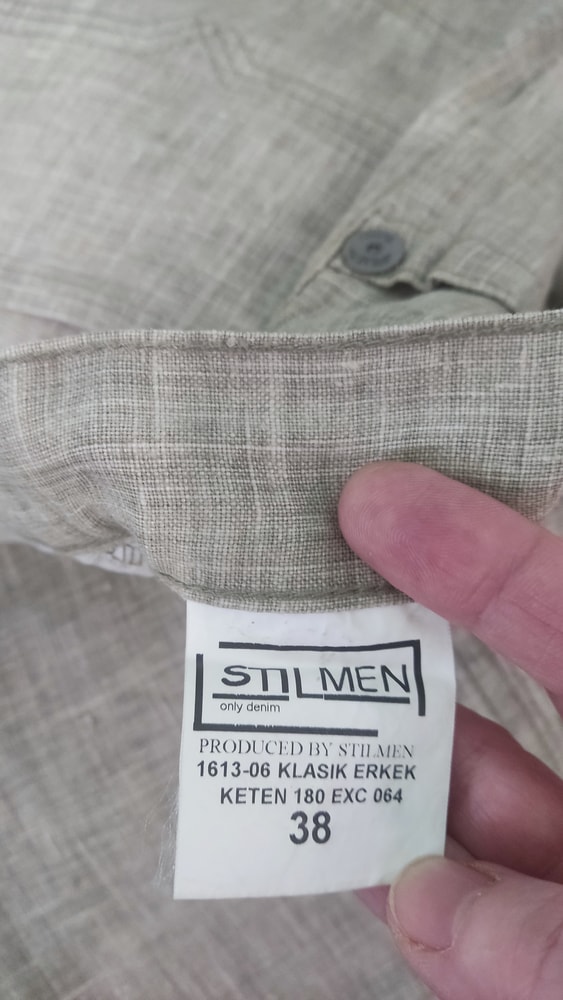 STILMEN
only denim
PRODUCED BY STILMEN
1613-06 KLASIK ERKEK
KETEN 180 EXC 064
38